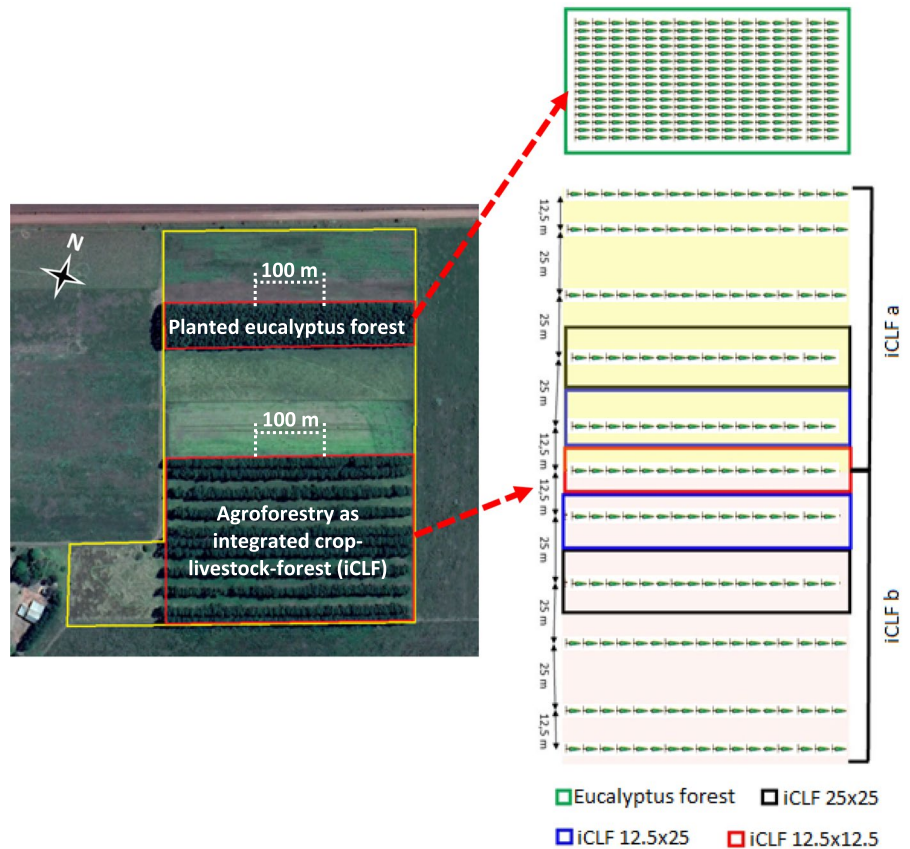 N
100 m
Planted eucalyptus forest
100 m
Agroforestry as
integrated crop-
livestock-forest (iCLF)
12,5 m
25 m
25 m
25 m
12,5 m
12,5 m
25 m
25 m
25 m
12,5 m
iCLF a
iCLF b
Eucalyptus forest
iCLF 25x25
iCLF 12.5x25
iCLF 12.5x12.5